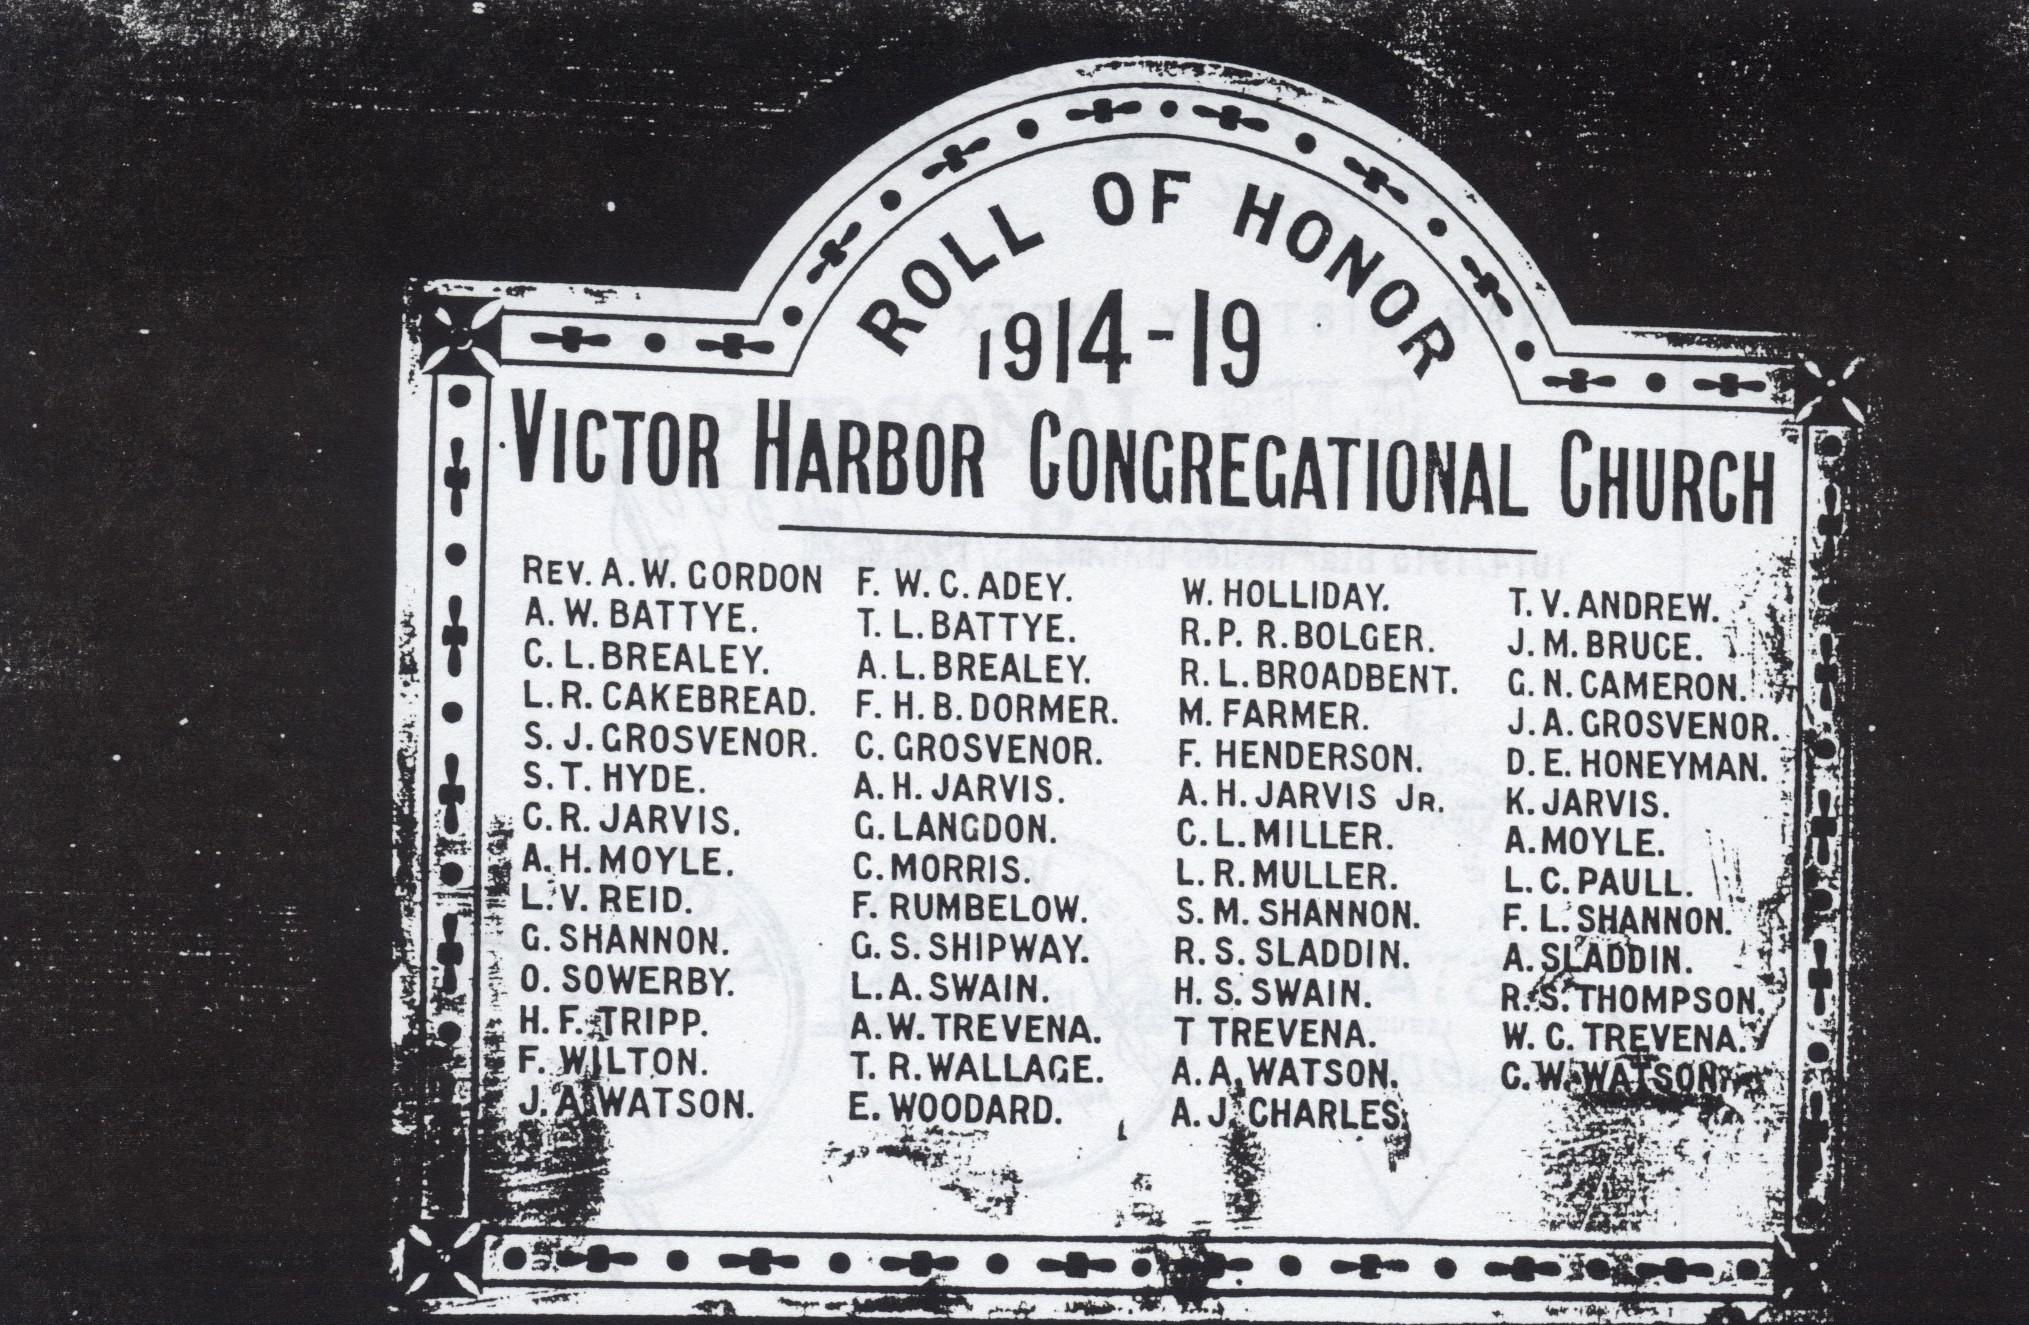 ROLL OF HONOR
1914-19
VICTOR HARBOR CONGREGATIONAL CHURCH
REV. A. W. GORDON F. W. C. ADEY. W. HOLLIDAY. T. V. ANDREW.
A. W. BATTYE. T. L. BATTYE. R. P. R. BOLGER. J. M. BRUCE.
C. L. BREALEY. A. L. BREALEY. R. L. BROADBENT. G. N. CAMERON.
L. R. CAKEBREAD. F. H. B. DORMER. M. FARMER. J. A. GROSVENOR.
S. J. GROSVENOR. C. GROSVENOR. F. HENDERSON. D. E. HONEYMAN.
S. T. HYDE. A. H. JARVIS. A. H. JARVIS JR. K. JARVIS.
C. R. JARVIS. G. LANGDON. C. L. MILLER. A. MOYLE.
A. H. MOYLE. C. MORRIS. L. R. MULLER. L. C. PAULL.
L. V. REID. F. RUMBELOW. S. M. SHANNON. F. L. SHANNON.
G. SHANNON. G. S. SHIPWAY. R. S. SLADDIN. A. SLADDIN.
O. SOWERBY. L. A. SWAIN. H. S. SWAIN. R. S. THOMPSON.
H. F. TRIPP. A. W. TREVENA. T TREVENA. W. C. TREVENA.
F. WILTON. T. R. WALLAGE. A. A. WATSON. C. W. WATSON.
J. A. WATSON. E. WOODARD. A. J. CHARLES.